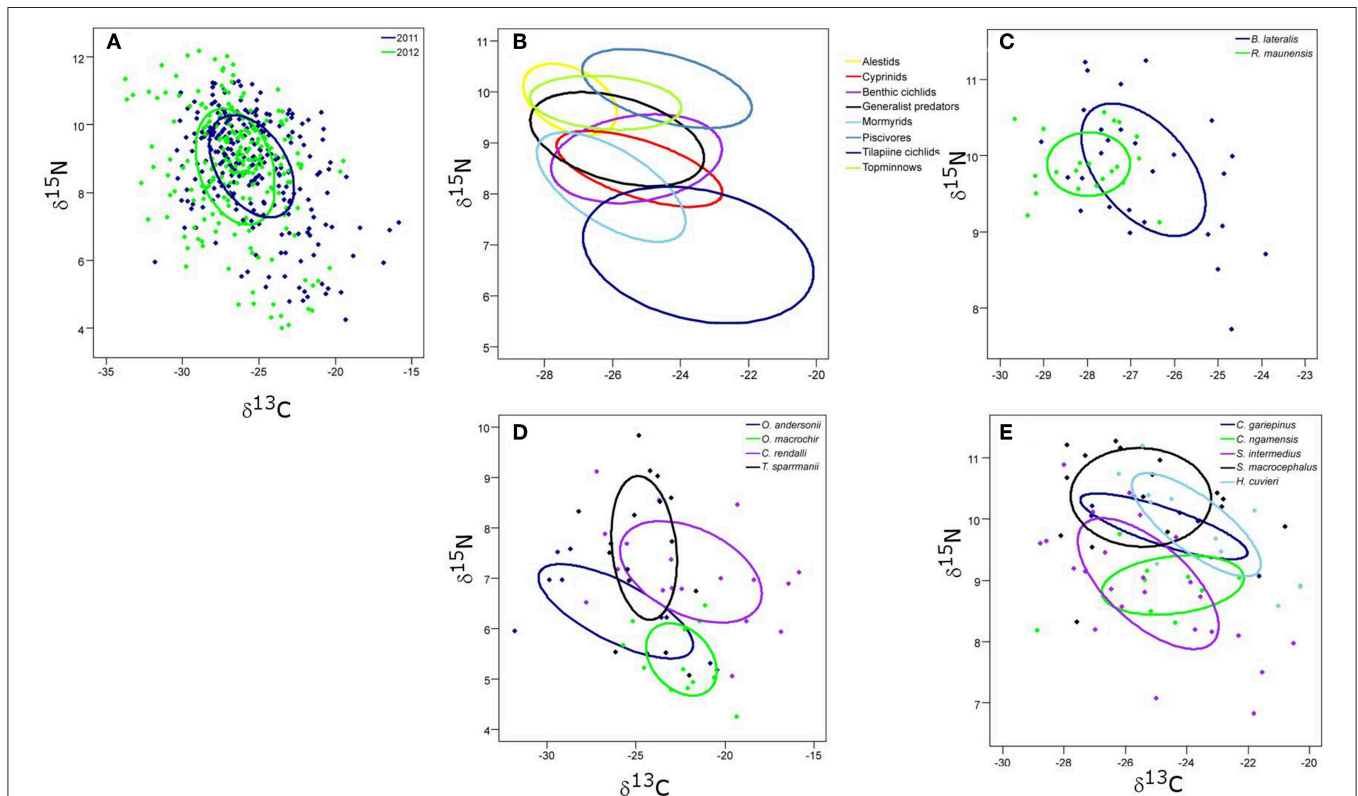 A
2011
2012
12
10
8
6
4
δ15N
-35
-30
-25
-20
-15
δ13C
B
11
10
9
8
7
6
5
δ15N
-28
-26
-24
-22
-20
Alestids
Cyprinids
Benthic cichlids
Generalist predators
Mormyrids
Piscivores
Tilapiine cichlids
Topminnows
C
B. lateralis
R. maunensis
11
10
9
8
δ15N
-30
-29
-28
-27
-26
-25
-24
-23
D
O. andersonii
O. macrochir
C. rendalli
T. sparmanii
10
9
8
7
6
5
4
δ15N
-30
-25
-20
-15
δ13C
E
C. gariepinus
C. ngamensis
S. intermedius
S. macrocephalus
H. cuvieri
11
10
9
8
7
δ15N
-30
-28
-26
-24
-22
-20
δ13C